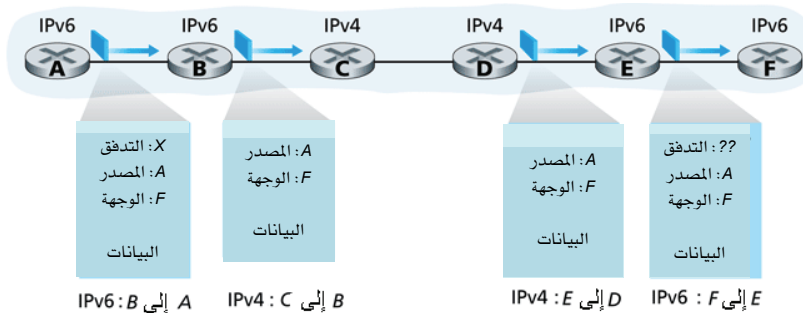 IPv6 IPv6 IPv4 IPv4 IPv6 IPv6
A B C D E F
التدفق: X
المصدر: A
الوجهة: F
البيانات
المصدر: A
الوجهة: F
البيانات
المصدر: A
الوجهة: F
البيانات
التدفق: ??
المصدر: A
الوجهة: F
البيانات
A إلى B: IPv6
B إلى C : IPv4
D إلى E : IPv4
E إلى F : IPv6